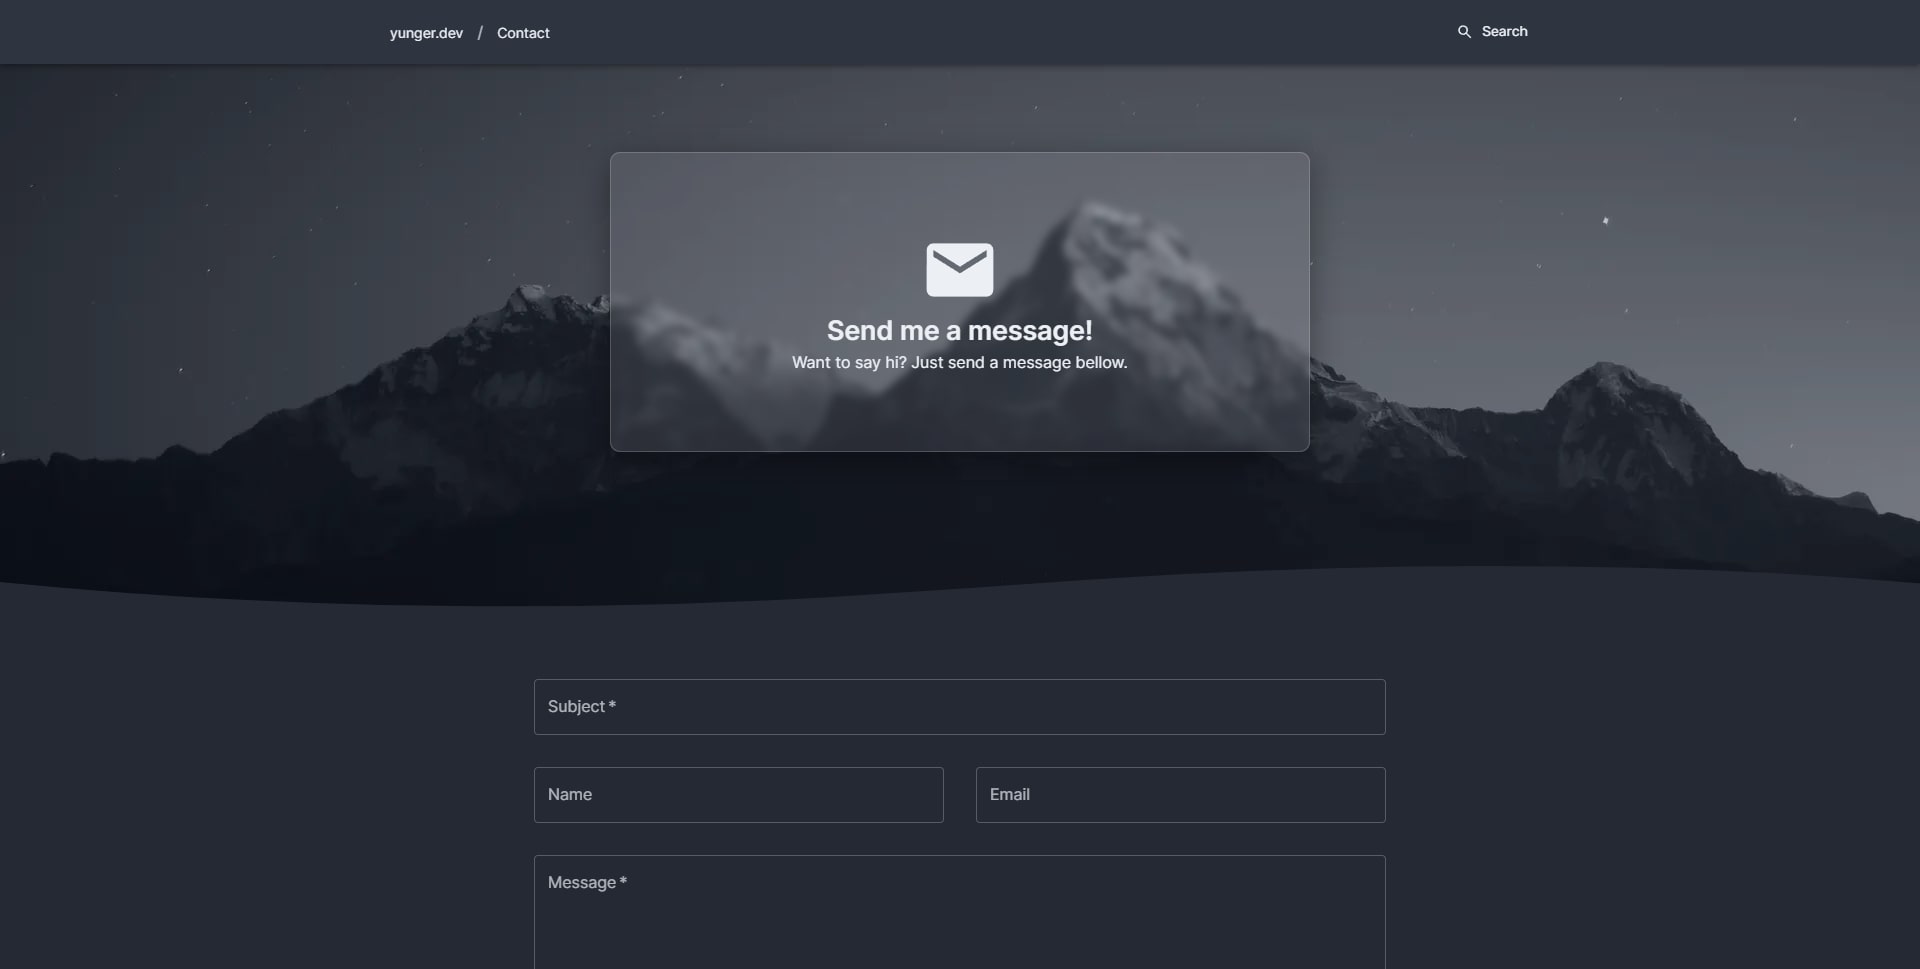 yunger.dev / Contact
Search
Send me a message!
Want to say hi? Just send a message bellow.
Subject *
Name
Email
Message *